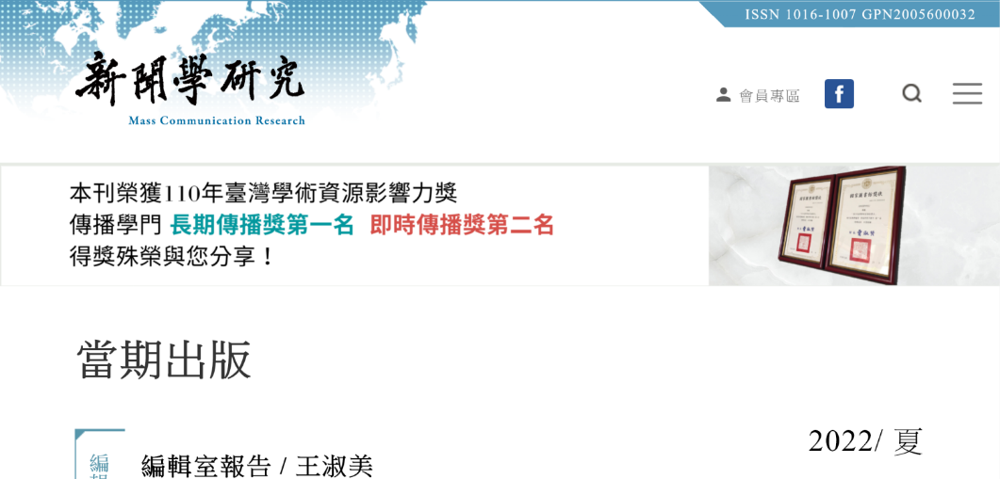 ISSN 1016-1007 GPN2005600032
新聞學研究
Mass Communication Research
會員專區
本刊榮獲110年臺灣學術資源影響力獎
傳播學門 長期傳播獎第一名 即時傳播獎第二名
得獎殊榮與您分享！
當期出版
2022/ 夏
編輯
編輯室報告 / 王淑美